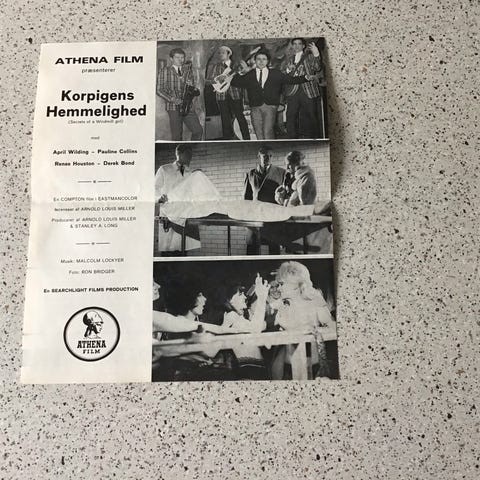 ATHENA FILM
præsenterer
Korpigens
Hemmelighed
(Secrets of a Windmill girl)
med
April Wilding - Pauline Collins
Renee Houston - Derek Bond
En COMPTON film i EASTMANCOLOR
Iscenesat af ARNOLD LOUIS MILLER
Producerer af ARNOLD LOUIS MILLER
& STANLEY A. LONG
Musik: MALCOLM LOCKYER
Foto: RON BRIDGER
En SEARCHLIGHT FILMS PRODUCTION
ATHENA
FILM